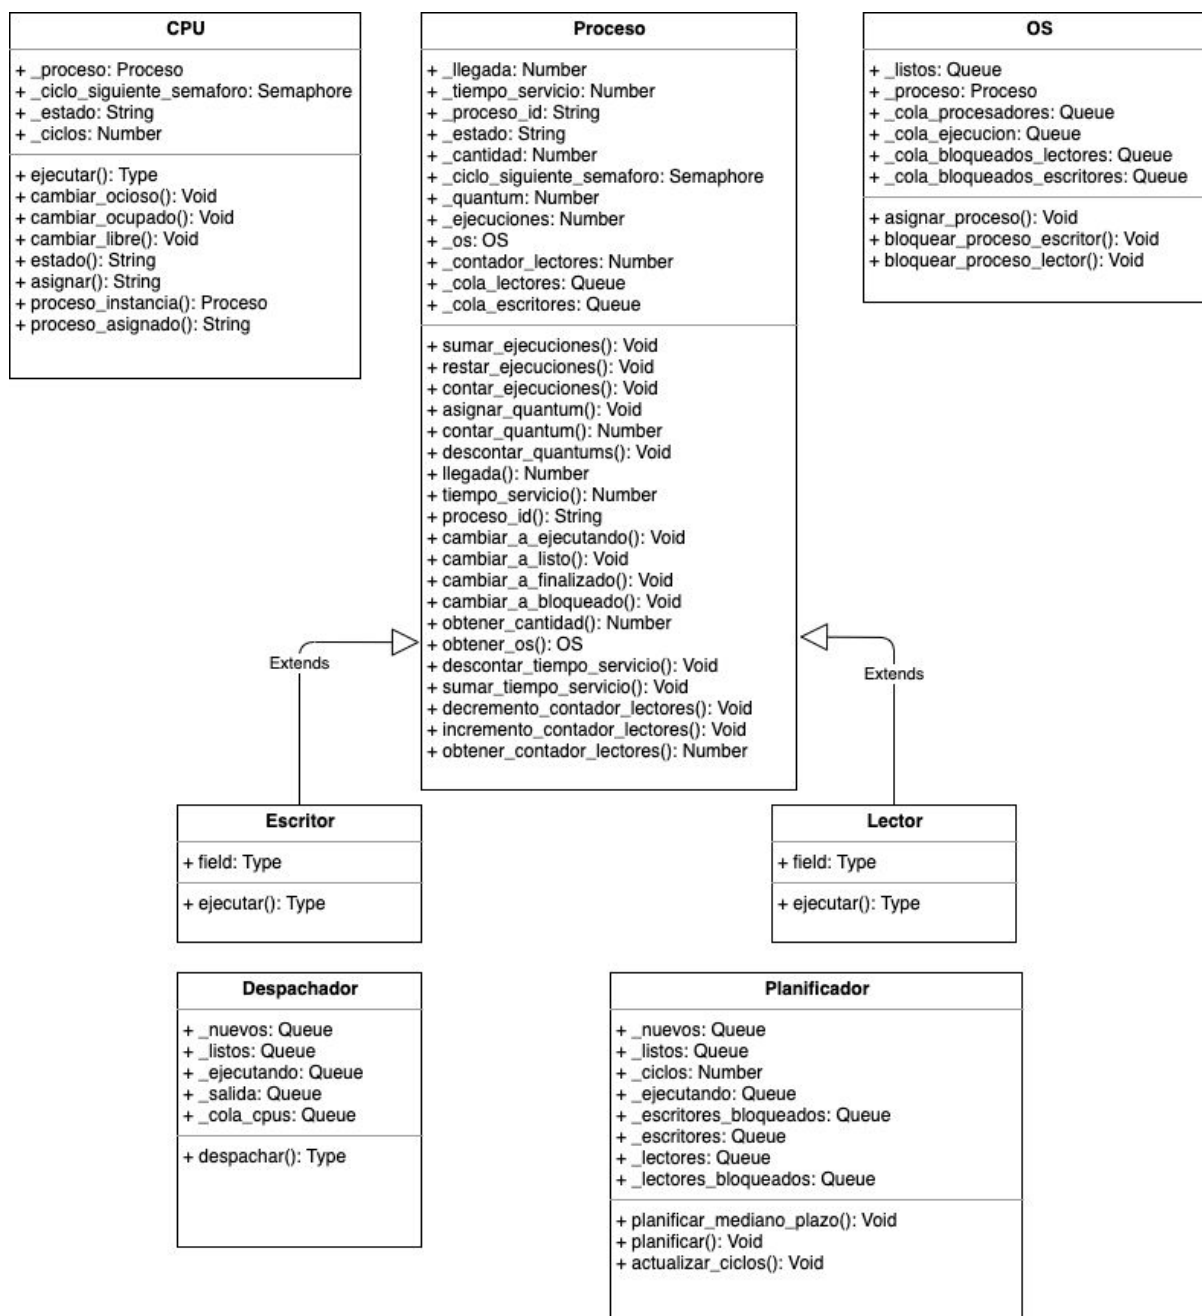 CPU
+ _proceso: Proceso
+ _ciclo_siguiente_semaforo: Semaphore
+ _estado: String
+ _ciclos: Number
+ ejecutar(): Type
+ cambiar_ocioso(): Void
+ cambiar_ocupado(): Void
+ cambiar_libre(): Void
+ estado(): String
+ asignar(): String
+ proceso_instancia(): Proceso
+ proceso_asignado(): String
Proceso
+ _llegada: Number
+ _tiempo_servicio: Number
+ _proceso_id: String
+ _estado: String
+ _cantidad: Number
+ _ciclo_siguiente_semaforo: Semaphore
+ _quantum: Number
+ _ejecuciones: Number
+ _os: OS
+ _contador_lectores: Number
+ _cola_lectores: Queue
+ _cola_escritores: Queue
+ sumar_ejecuciones(): Void
+ restar_ejecuciones(): Void
+ contar_ejecuciones(): Void
+ asignar_quantum(): Void
+ contar_quantum(): Number
+ descontar_quantums(): Void
+ llegada(): Number
+ tiempo_servicio(): Number
+ proceso_id(): String
+ cambiar_a_ejecutando(): Void
+ cambiar_a_listo(): Void
+ cambiar_a_finalizado(): Void
+ cambiar_a_bloqueado(): Void
+ obtener_cantidad(): Number
+ obtener_os(): OS
+ descontar_tiempo_servicio(): Void
+ sumar_tiempo_servicio(): Void
+ decremento_contador_lectores(): Void
+ incremento_contador_lectores(): Void
+ obtener_contador_lectores(): Number
OS
+ _listos: Queue
+ _proceso: Proceso
+ _cola_procesadores: Queue
+ _cola_ejecucion: Queue
+ _cola_bloqueados_lectores: Queue
+ _cola_bloqueados_escritores: Queue
+ asignar_proceso(): Void
+ bloquear_proceso_escritor(): Void
+ bloquear_proceso_lector(): Void
Extends
Extends
Escritor
+ field: Type
+ ejecutar(): Type
Lector
+ field: Type
+ ejecutar(): Type
Despachador
+ _nuevos: Queue
+ _listos: Queue
+ _ejecutando: Queue
+ _salida: Queue
+ _cola_cpus: Queue
+ despachar(): Type
Planificador
+ _nuevos: Queue
+ _listos: Queue
+ _ciclos: Number
+ _ejecutando: Queue
+ _escritores_bloqueados: Queue
+ _escritores: Queue
+ _lectores: Queue
+ _lectores_bloqueados: Queue
+ planificar_mediano_plazo(): Void
+ planificar(): Void
+ actualizar_ciclos(): Void